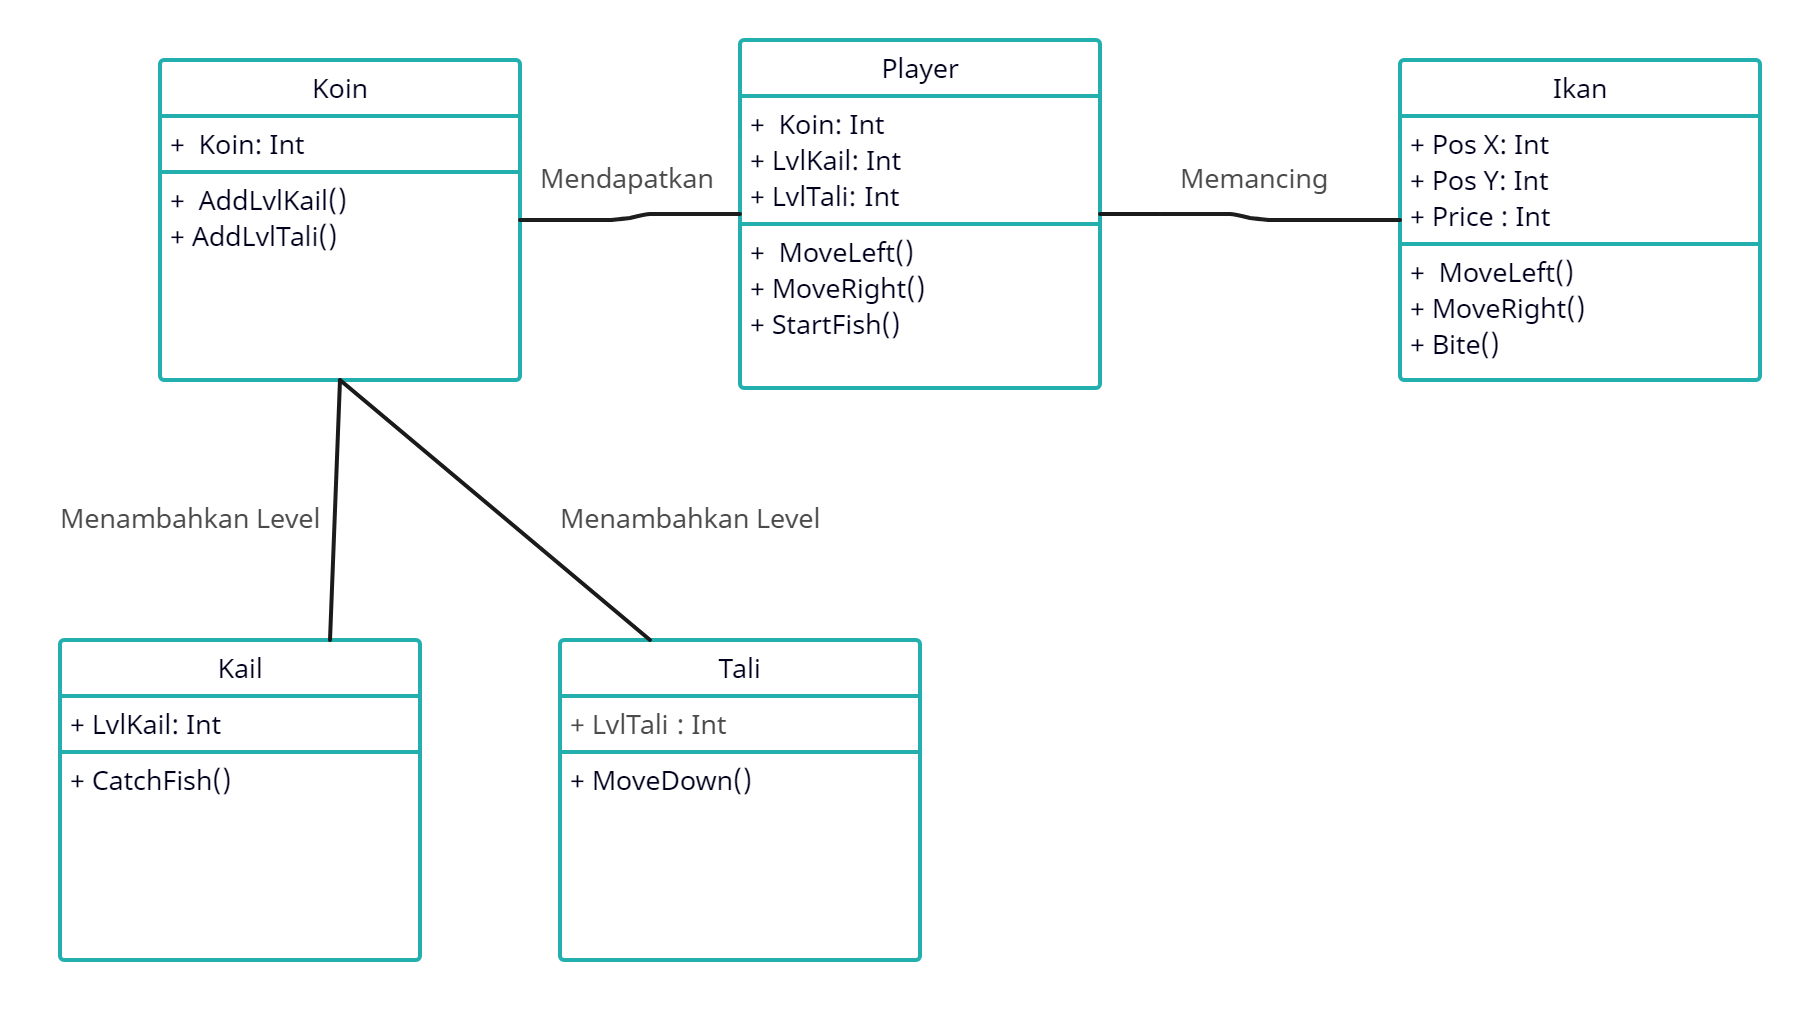 Koin
+ Koin: Int
+ AddLvlKail()
+ AddLvlTali()
Mendapatkan
Player
+ Koin: Int
+ LvlKail: Int
+ LvlTali: Int
+ MoveLeft()
+ MoveRight()
+ StartFish()
Memancing
Ikan
+ Pos X: Int
+ Pos Y: Int
+ Price : Int
+ MoveLeft()
+ MoveRight()
+ Bite()
Menambahkan Level
Menambahkan Level
Kail
+ LvlKail: Int
+ CatchFish()
Tali
+ LvlTali : Int
+ MoveDown()